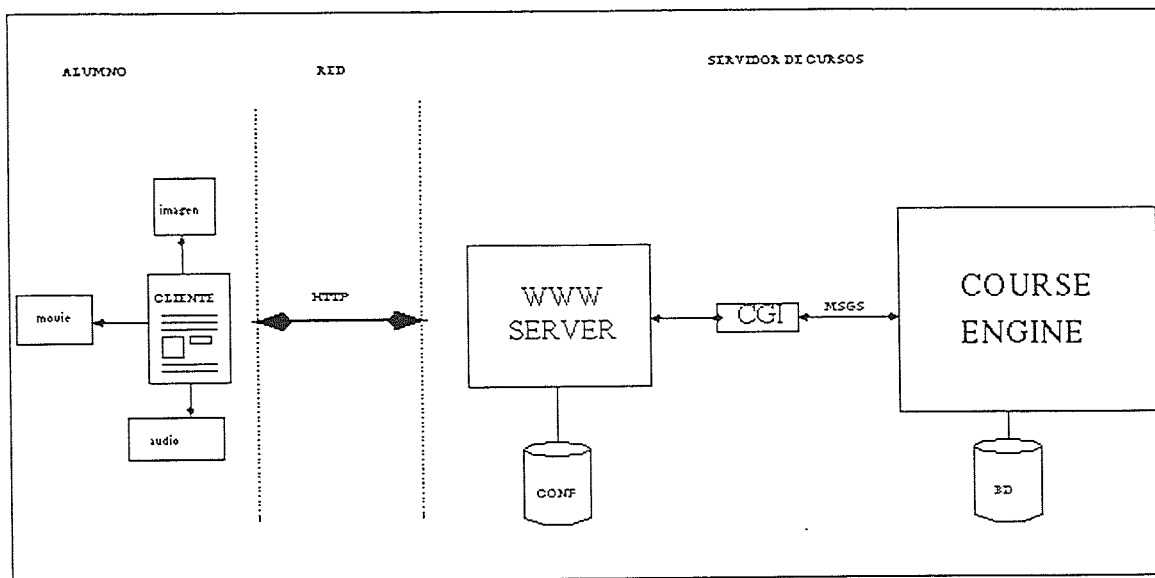 ALUMNO
RED
SERVIDOR DE CURSOS
imagen
CLIENTE
movie
audio
HTTP
WWW
SERVER
CONF
CGI
MSGS
COURSE
ENGINE
BD